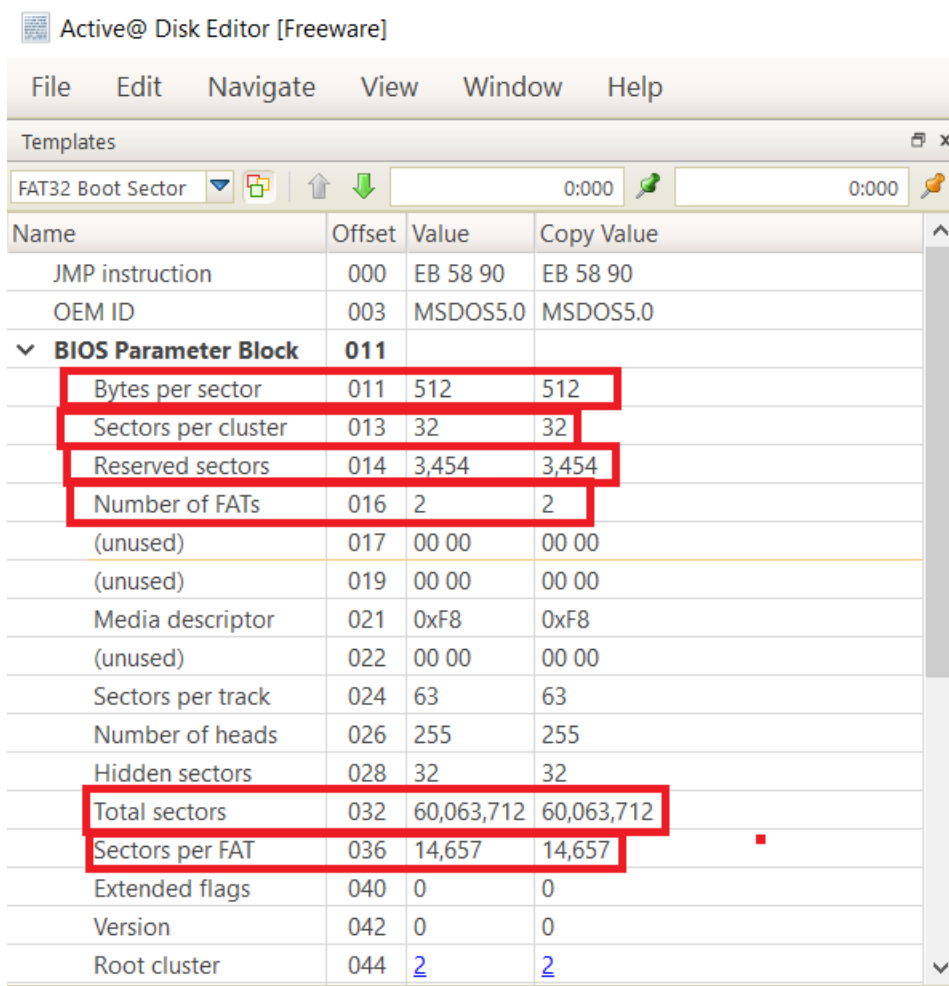 Active@ Disk Editor [Freeware]
File Edit Navigate View Window Help
Templates
FAT32 Boot Sector 0:000 0:000
Name Offset Value Copy Value
JMP instruction 000 EB 58 90 EB 58 90
OEM ID 003 MSDOS5.0 MSDOS5.0
BIOS Parameter Block 011
Bytes per sector 011 512 512
Sectors per cluster 013 32 32
Reserved sectors 014 3,454 3,454
Number of FATs 016 2 2
(unused) 017 00 00 00 00
(unused) 019 00 00 00 00
Media descriptor 021 0xF8 0xF8
(unused) 022 00 00 00 00
Sectors per track 024 63 63
Number of heads 026 255 255
Hidden sectors 028 32 32
Total sectors 032 60,063,712 60,063,712
Sectors per FAT 036 14,657 14,657
Extended flags 040 0 0
Version 042 0 0
Root cluster 044 2 2